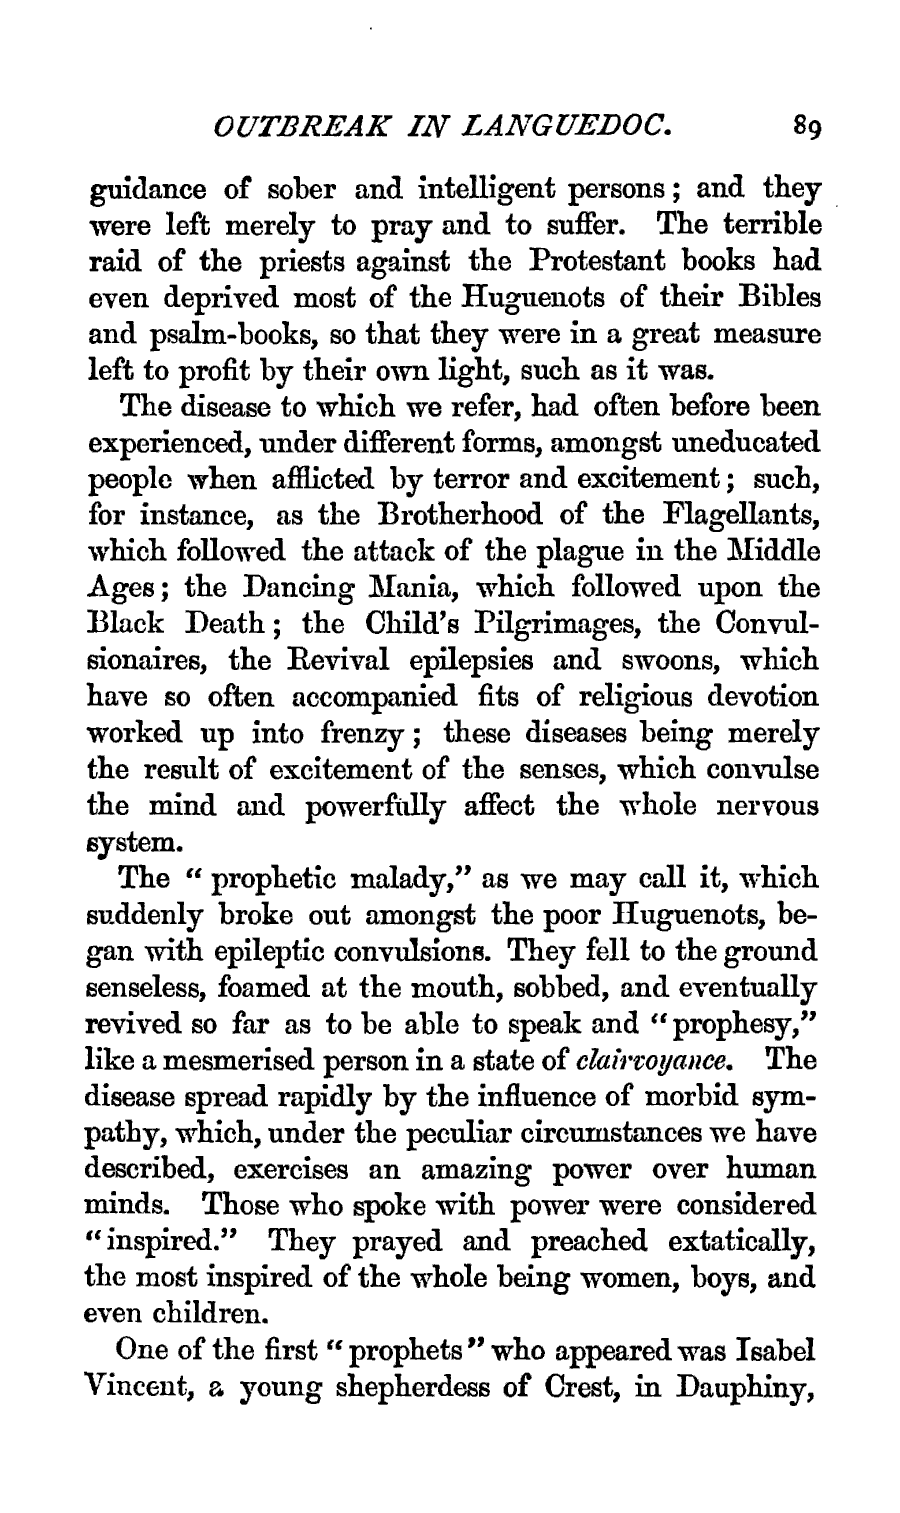 OUTBREAK IN LANGUEDOC. 89
guidance of sober and intelligent persons; and they
were left merely to pray and to suffer. The terrible
raid of the priests against the Protestant books had
even deprived most of the Huguenots of their Bibles
and psalm-books, so that they were in a great measure
left to profit by their own light, such as it was.
The disease to which we refer, had often before been
experienced, under different forms, amongst uneducated
people when afflicted by terror and excitement; such,
for instance, as the Brotherhood of the Flagellants,
which followed the attack of the plague in the Middle
Ages; the Dancing Mania, which followed upon the
Black Death; the Child's Pilgrimages, the Convul-
sionaires, the Revival epilepsies and swoons, which
have so often accompanied fits of religious devotion
worked up into frenzy; these diseases being merely
the result of excitement of the senses, which convulse
the mind and powerfully affect the whole nervous
system.
The "prophetic malady," as we may call it, which
suddenly broke out amongst the poor Huguenots, be-
gan with epileptic convulsions. They fell to the ground
senseless, foamed at the mouth, sobbed, and eventually
revived so far as to be able to speak and "prophesy,"
like a mesmerised person in a state of clairvoyance. The
disease spread rapidly by the influence of morbid sym-
pathy, which, under the peculiar circumstances we have
described, exercises an amazing power over human
minds. Those who spoke with power were considered
"inspired." They prayed and preached extatically,
the most inspired of the whole being women, boys, and
even children.
One of the first "prophets" who appeared was Isabel
Vincent, a young shepherdess of Crest, in Dauphiny,